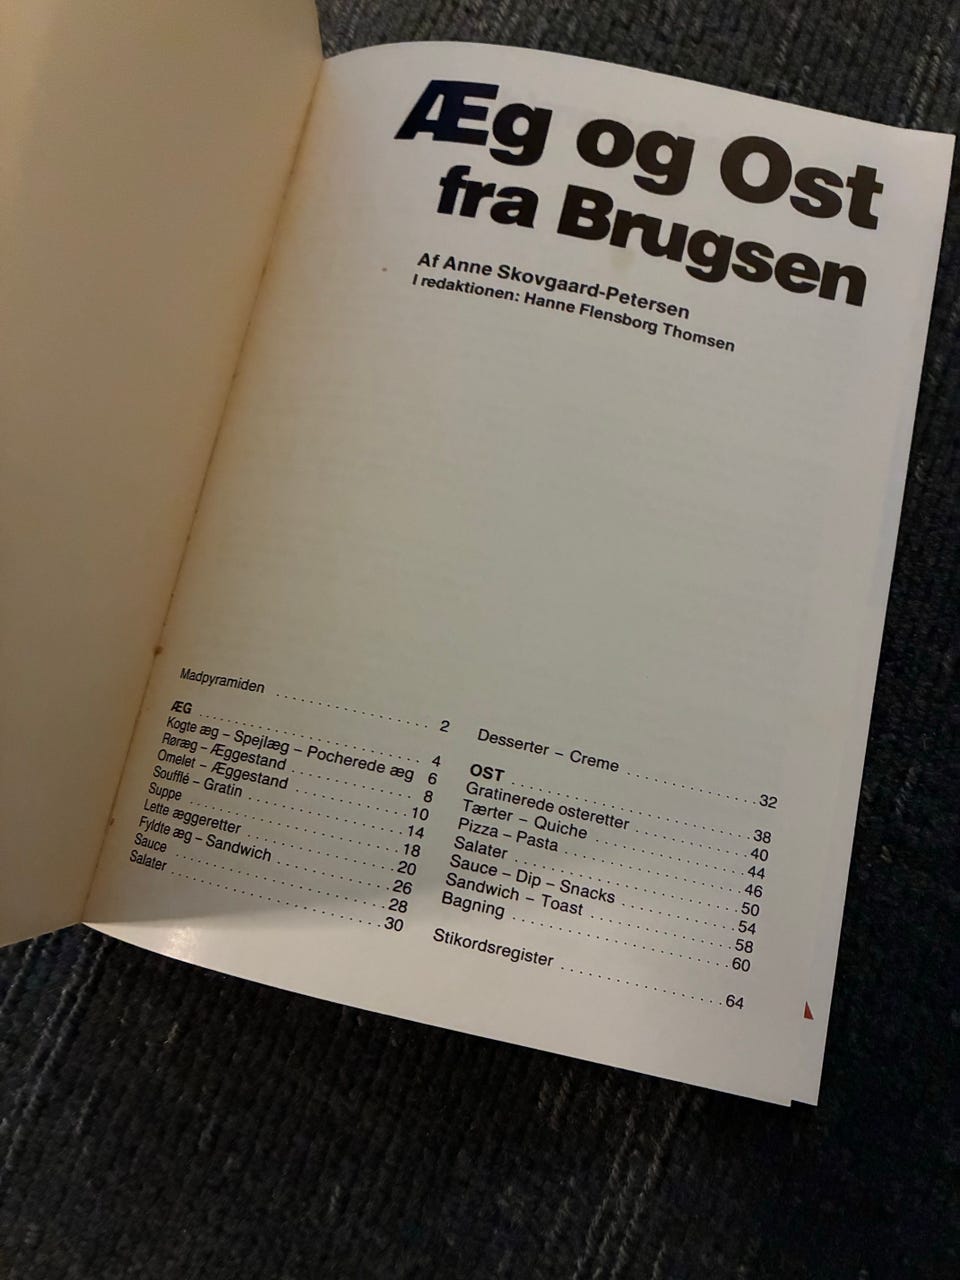 Æg og Ost
fra Brugsen
Af Anne Skovgaard-Petersen
I redaktionen: Hanne Flensborg Thomsen
Madpyramiden . . . . . . . . . . . . . . . . . . . . 2
ÆG . . . . . . . . . . . . . . . . . . . . . . . . . . . . 4
Kogte æg – Spejlæg – Pocherede æg 6
Røræg – Æggestand . . . . . . . . . . . . . . . 8
Omelet – Æggestand . . . . . . . . . . . . . . 10
Soufflé – Gratin . . . . . . . . . . . . . . . . . . 14
Suppe . . . . . . . . . . . . . . . . . . . . . . . . . 18
Lette æggeretter . . . . . . . . . . . . . . . . . 20
Fyldte æg – Sandwich . . . . . . . . . . . . . 26
Sauce . . . . . . . . . . . . . . . . . . . . . . . . . 28
Salater . . . . . . . . . . . . . . . . . . . . . . . . 30
Desserter – Creme . . . . . . . . . . . . . . . 32
OST . . . . . . . . . . . . . . . . . . . . . . . . . . 38
Gratinerede osteretter . . . . . . . . . . . . . 40
Tærter – Quiche . . . . . . . . . . . . . . . . . 44
Pizza – Pasta . . . . . . . . . . . . . . . . . . . 46
Salater . . . . . . . . . . . . . . . . . . . . . . . . 50
Sauce – Dip – Snacks . . . . . . . . . . . . . 54
Sandwich – Toast . . . . . . . . . . . . . . . . 58
Bagning . . . . . . . . . . . . . . . . . . . . . . . 60
Stikordsregister . . . . . . . . . . . . . . . . . 64